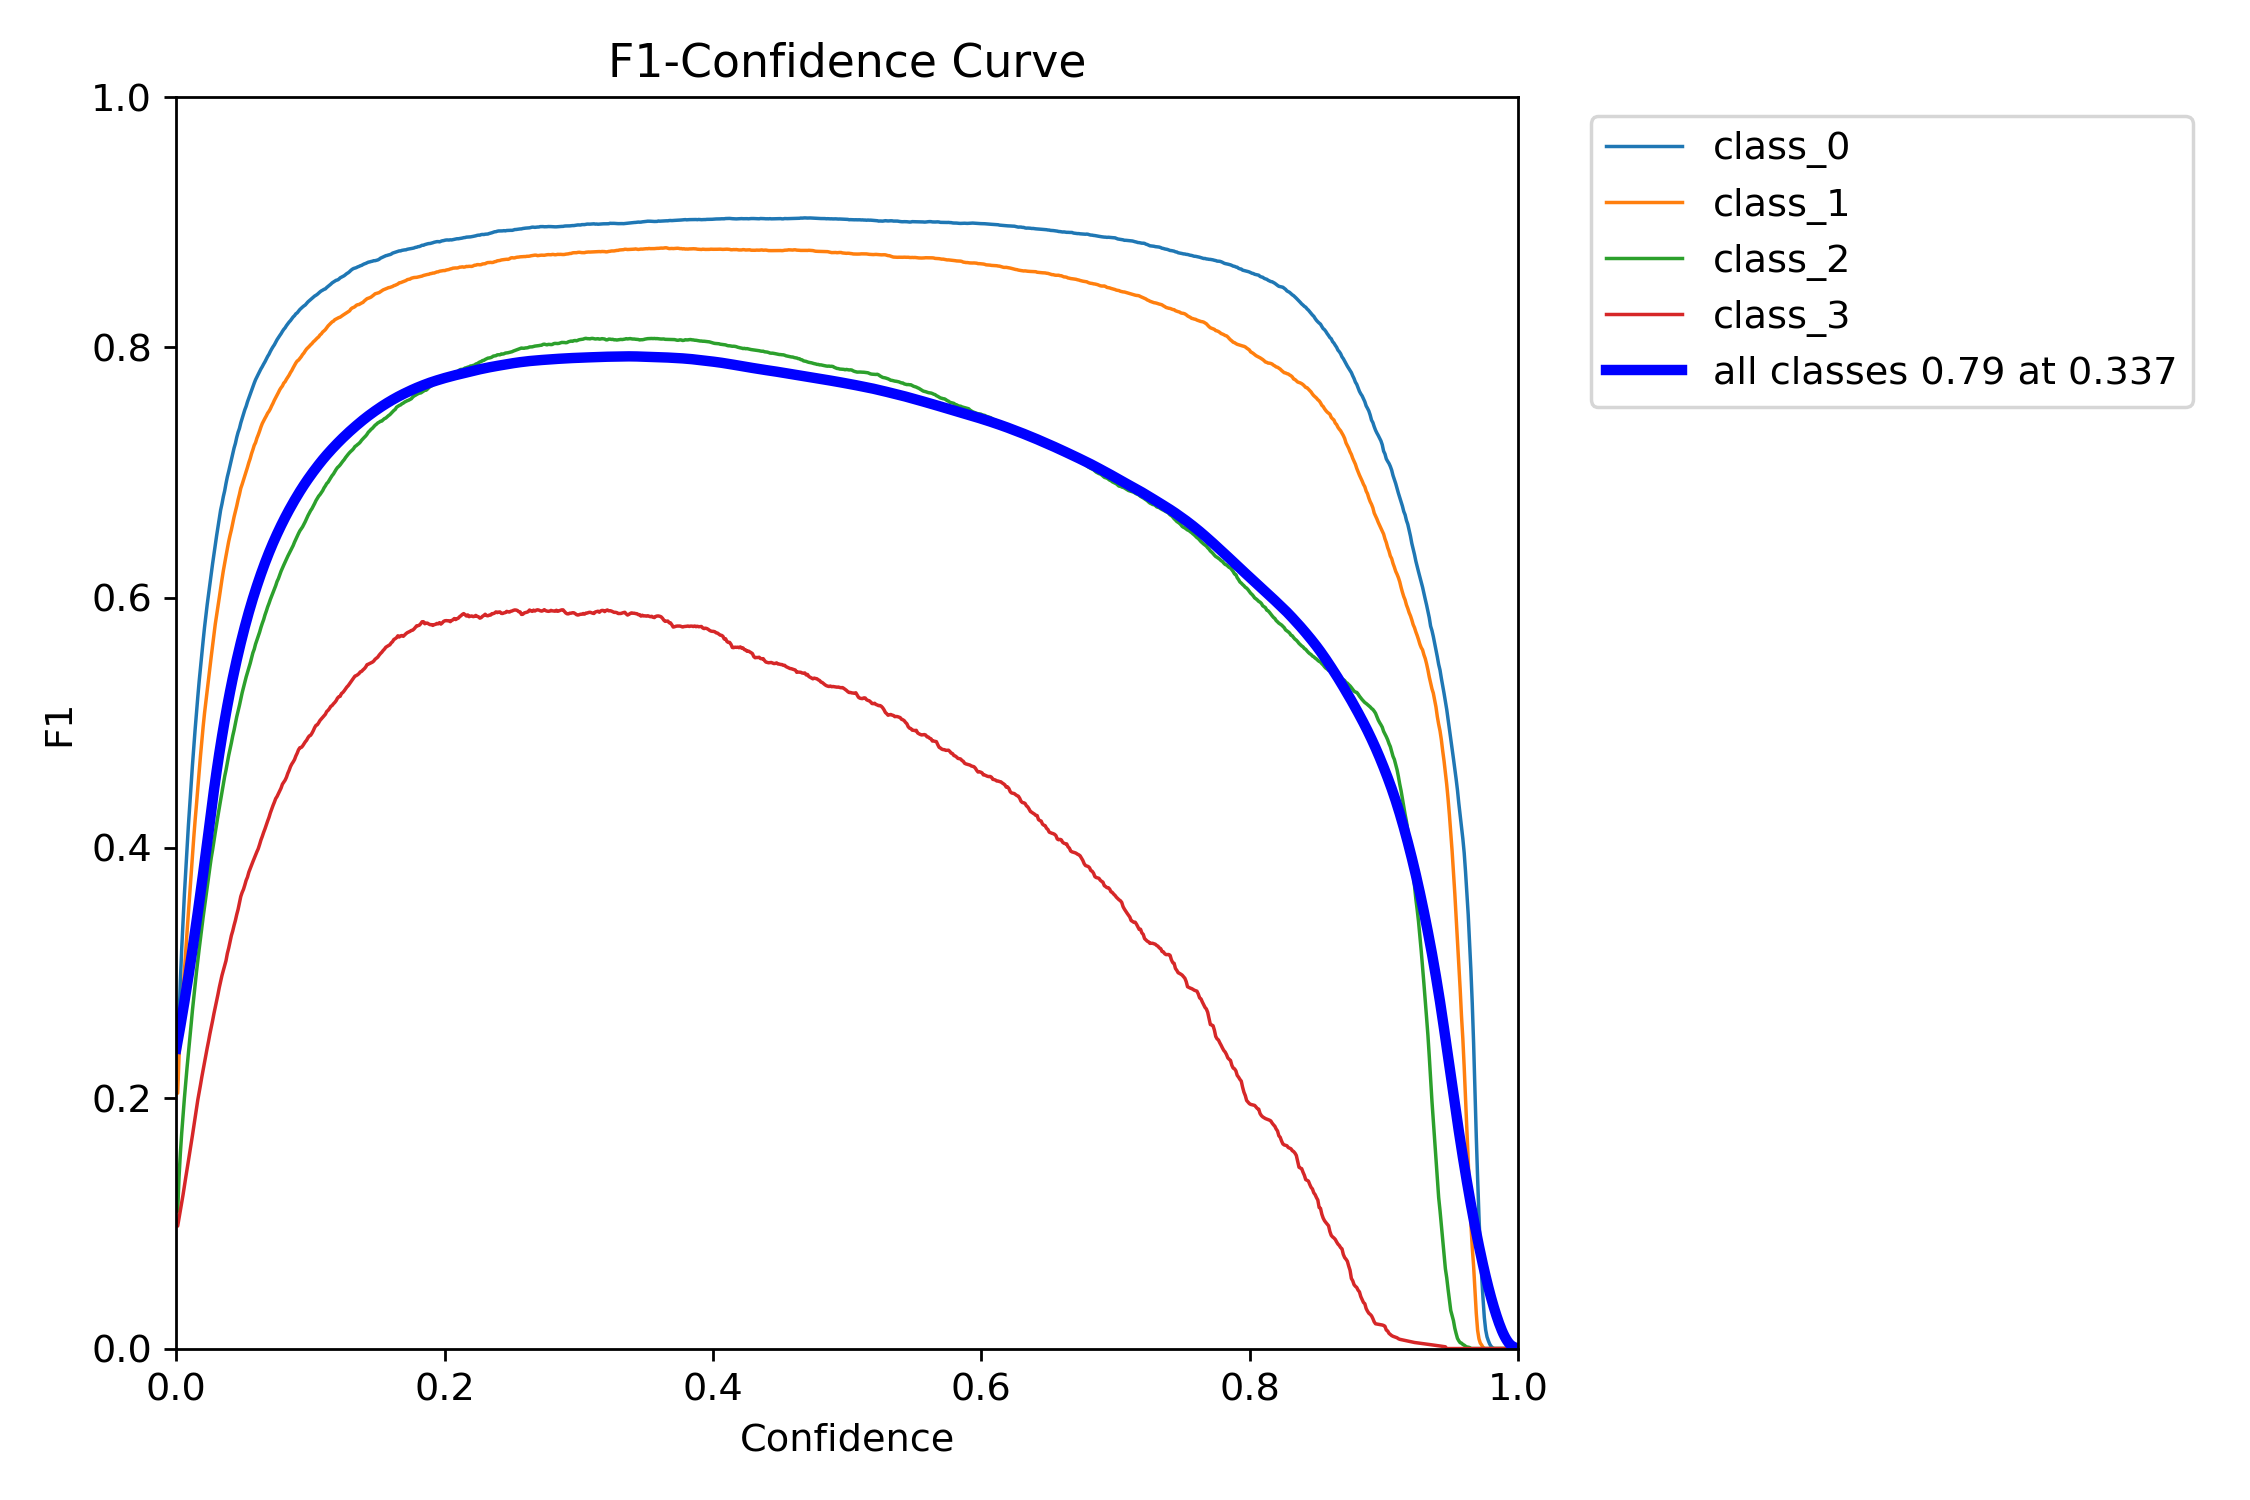 F1-Confidence Curve
1.0
0.8
0.6
0.4
0.2
0.0
F1
0.0 0.2 0.4 0.6 0.8 1.0
Confidence
class_0
class_1
class_2
class_3
all classes 0.79 at 0.337